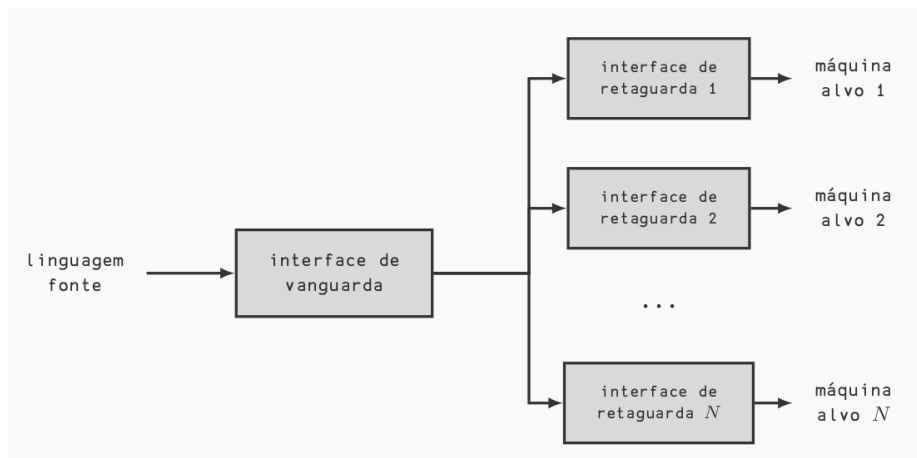 interface de
retaguarda 1
máquina
alvo 1
interface de
retaguarda 2
máquina
alvo 2
linguagem
fonte
interface de
vanguarda
...
interface de
retaguarda N
máquina
alvo N